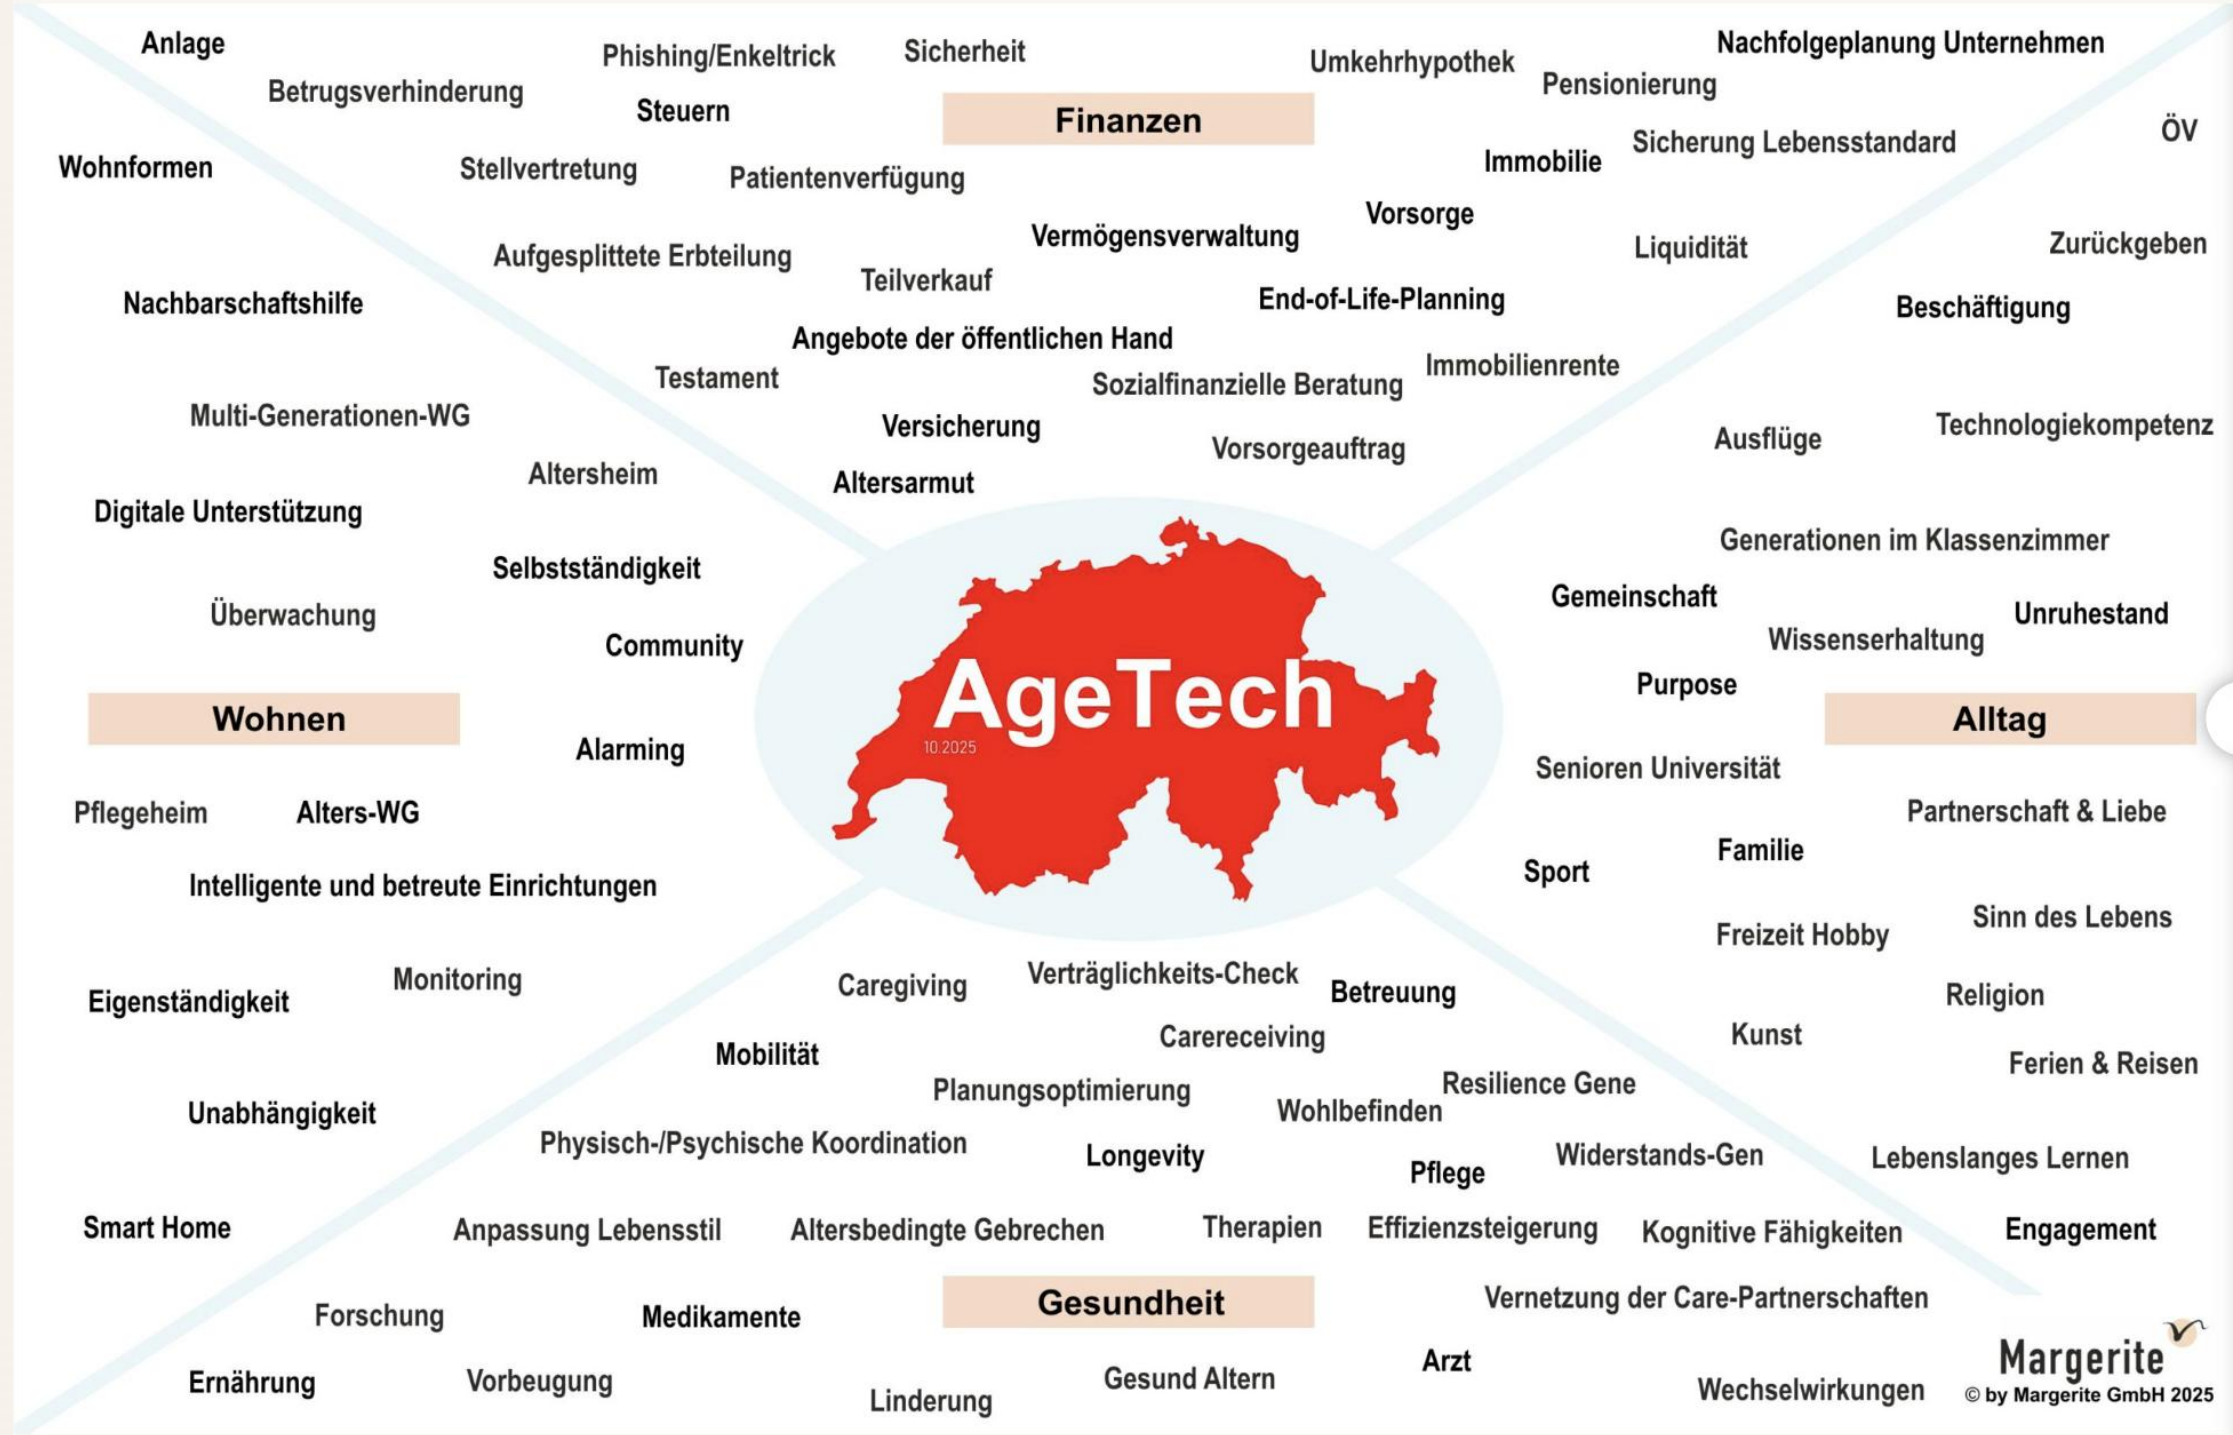 Anlage
Phishing/Enkeltrick
Sicherheit
Umkehrhypothek
Nachfolgeplanung Unternehmen
Betrugsverhinderung
Pensionierung
Steuern
Finanzen
ÖV
Wohnformen
Stellvertretung
Patientenverfügung
Immobilie
Sicherung Lebensstandard
Vorsorge
Vermögensverwaltung
Aufgesplittete Erbteilung
Liquidität
Zurückgeben
Teilverkauf
Nachbarschaftshilfe
End-of-Life-Planning
Beschäftigung
Angebote der öffentlichen Hand
Testament
Sozialfinanzielle Beratung
Immobilienrente
Multi-Generationen-WG
Versicherung
Vorsorgeauftrag
Ausflüge
Technologiekompetenz
Altersheim
Altersarmut
Digitale Unterstützung
Generationen im Klassenzimmer
Selbstständigkeit
Gemeinschaft
Unruhestand
Überwachung
Wissenserhaltung
Community
Purpose
AgeTech
10.2025
Wohnen
Alltag
Alarming
Senioren Universität
Pflegeheim
Alters-WG
Partnerschaft & Liebe
Familie
Sport
Intelligente und betreute Einrichtungen
Sinn des Lebens
Freizeit Hobby
Monitoring
Caregiving
Verträglichkeits-Check
Betreuung
Religion
Eigenständigkeit
Carereceiving
Kunst
Mobilität
Ferien & Reisen
Planungsoptimierung
Resilience Gene
Wohlbefinden
Unabhängigkeit
Physisch-/Psychische Koordination
Longevity
Pflege
Widerstands-Gen
Lebenslanges Lernen
Smart Home
Anpassung Lebensstil
Altersbedingte Gebrechen
Therapien
Effizienzsteigerung
Kognitive Fähigkeiten
Engagement
Gesundheit
Vernetzung der Care-Partnerschaften
Forschung
Medikamente
Margerite
Arzt
Ernährung
Vorbeugung
Gesund Altern
Linderung
Wechselwirkungen
© by Margerite GmbH 2025